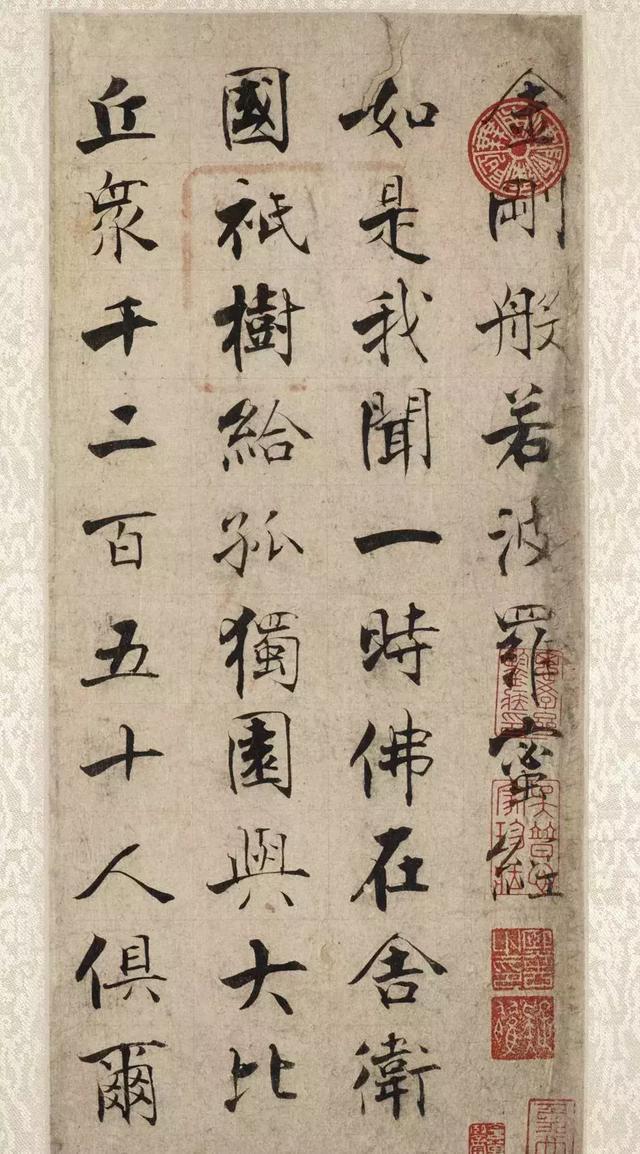 金剛般若波羅蜜經
如是我聞一時佛在舍衛
國祇樹給孤獨園與大比
丘衆千二百五十人俱爾